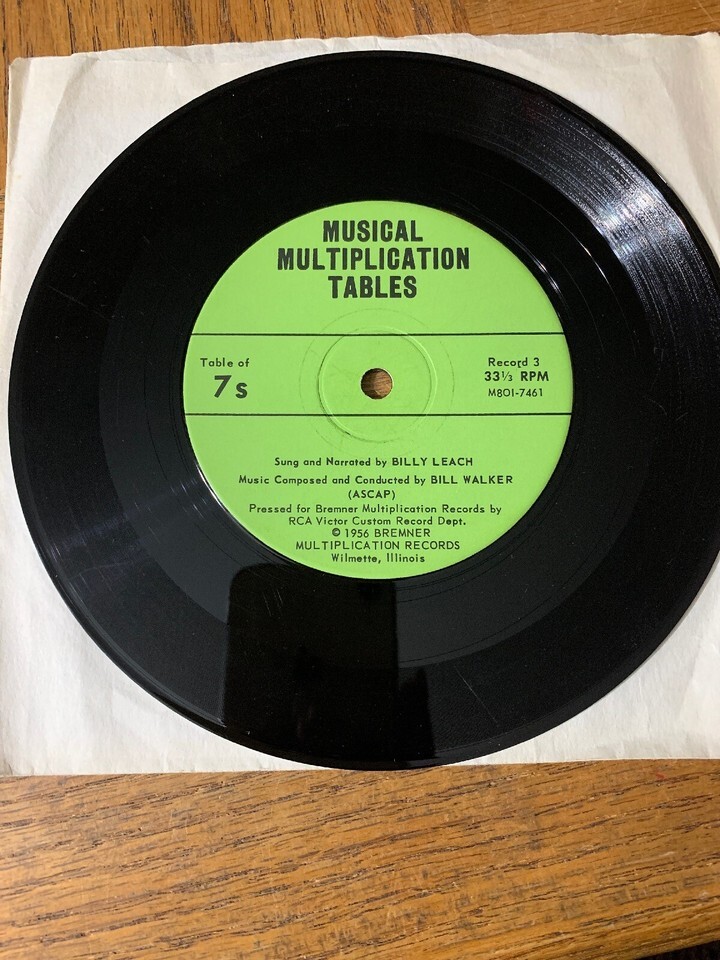 MUSICAL
MULTIPLICATION
TABLES
Table of
7s
Record 3
33⅓ RPM
M8OI-7461
Sung and Narrated by BILLY LEACH
Music Composed and Conducted by BILL WALKER
(ASCAP)
Pressed for Bremner Multiplication Records by
RCA Victor Custom Record Dept.
© 1956 BREMNER
MULTIPLICATION RECORDS
Wilmette, Illinois